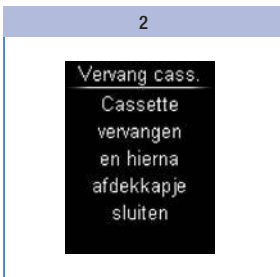 2
Vervang cass.
Cassette
vervangen
en hierna
afdekkapje
sluiten